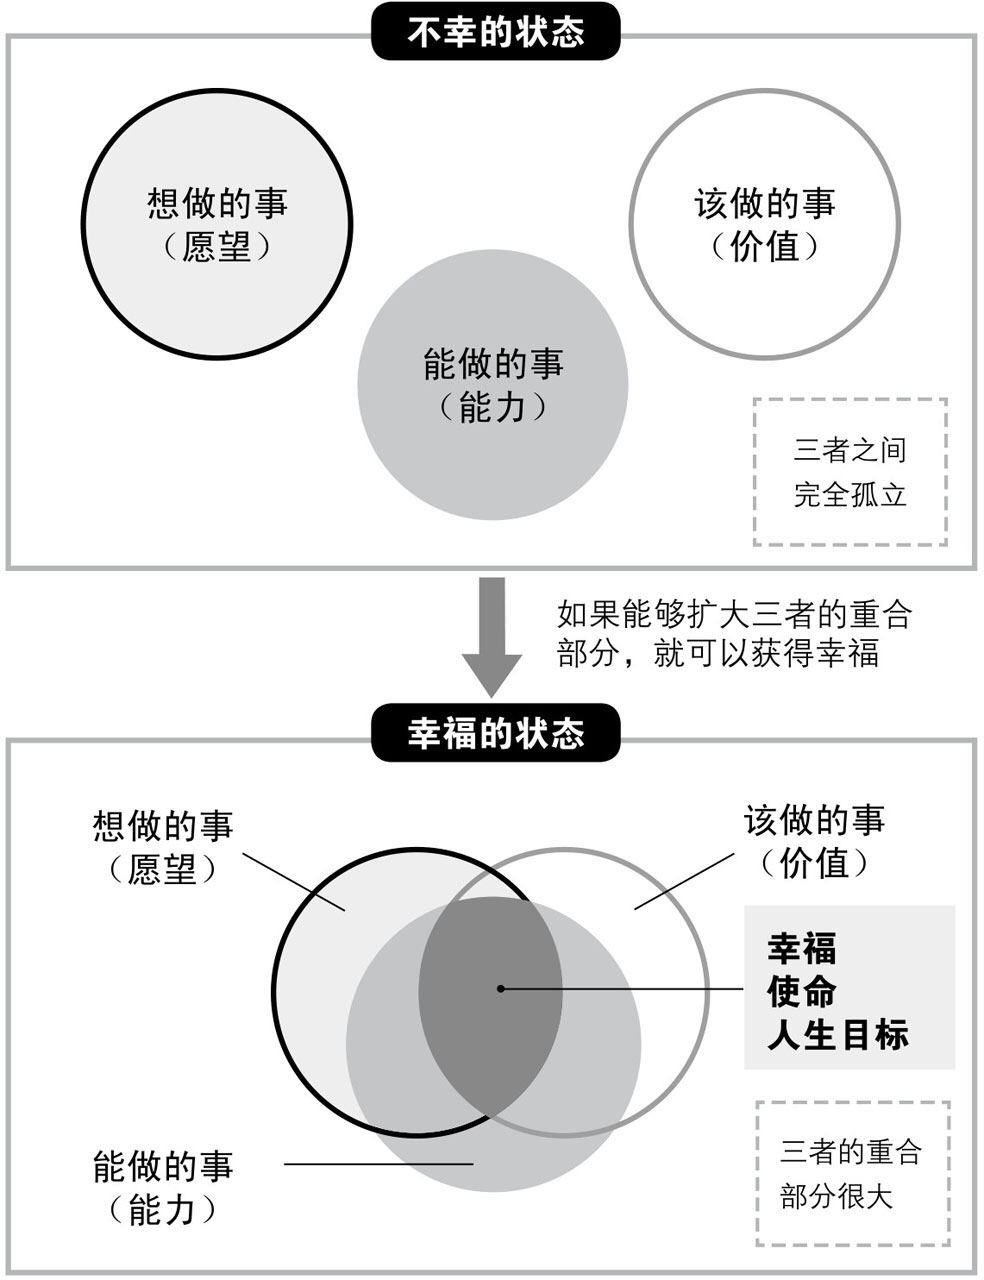 不幸的状态
想做的事
（愿望）
该做的事
（价值）
能做的事
（能力）
三者之间
完全孤立
如果能够扩大三者的重合
部分，就可以获得幸福
幸福的状态
想做的事
（愿望）
该做的事
（价值）
幸福
使命
人生目标
能做的事
（能力）
三者的重合
部分很大